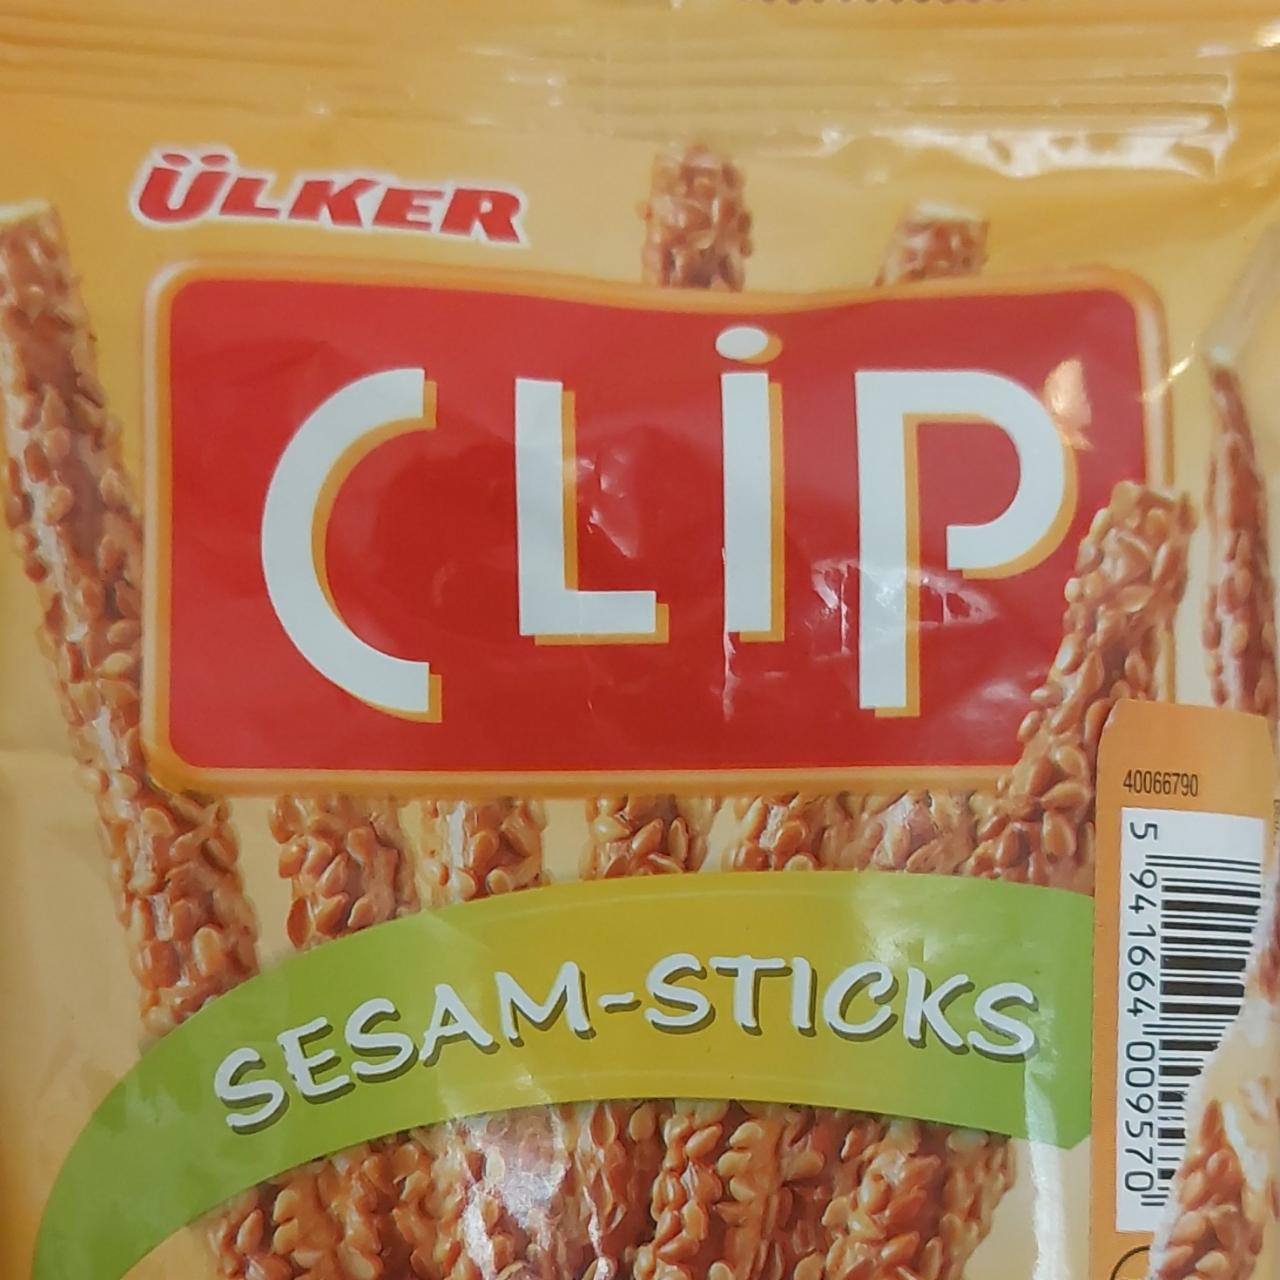 ÜLKER
CLİP
SESAM-STICKS
40066790
5 941664 009570